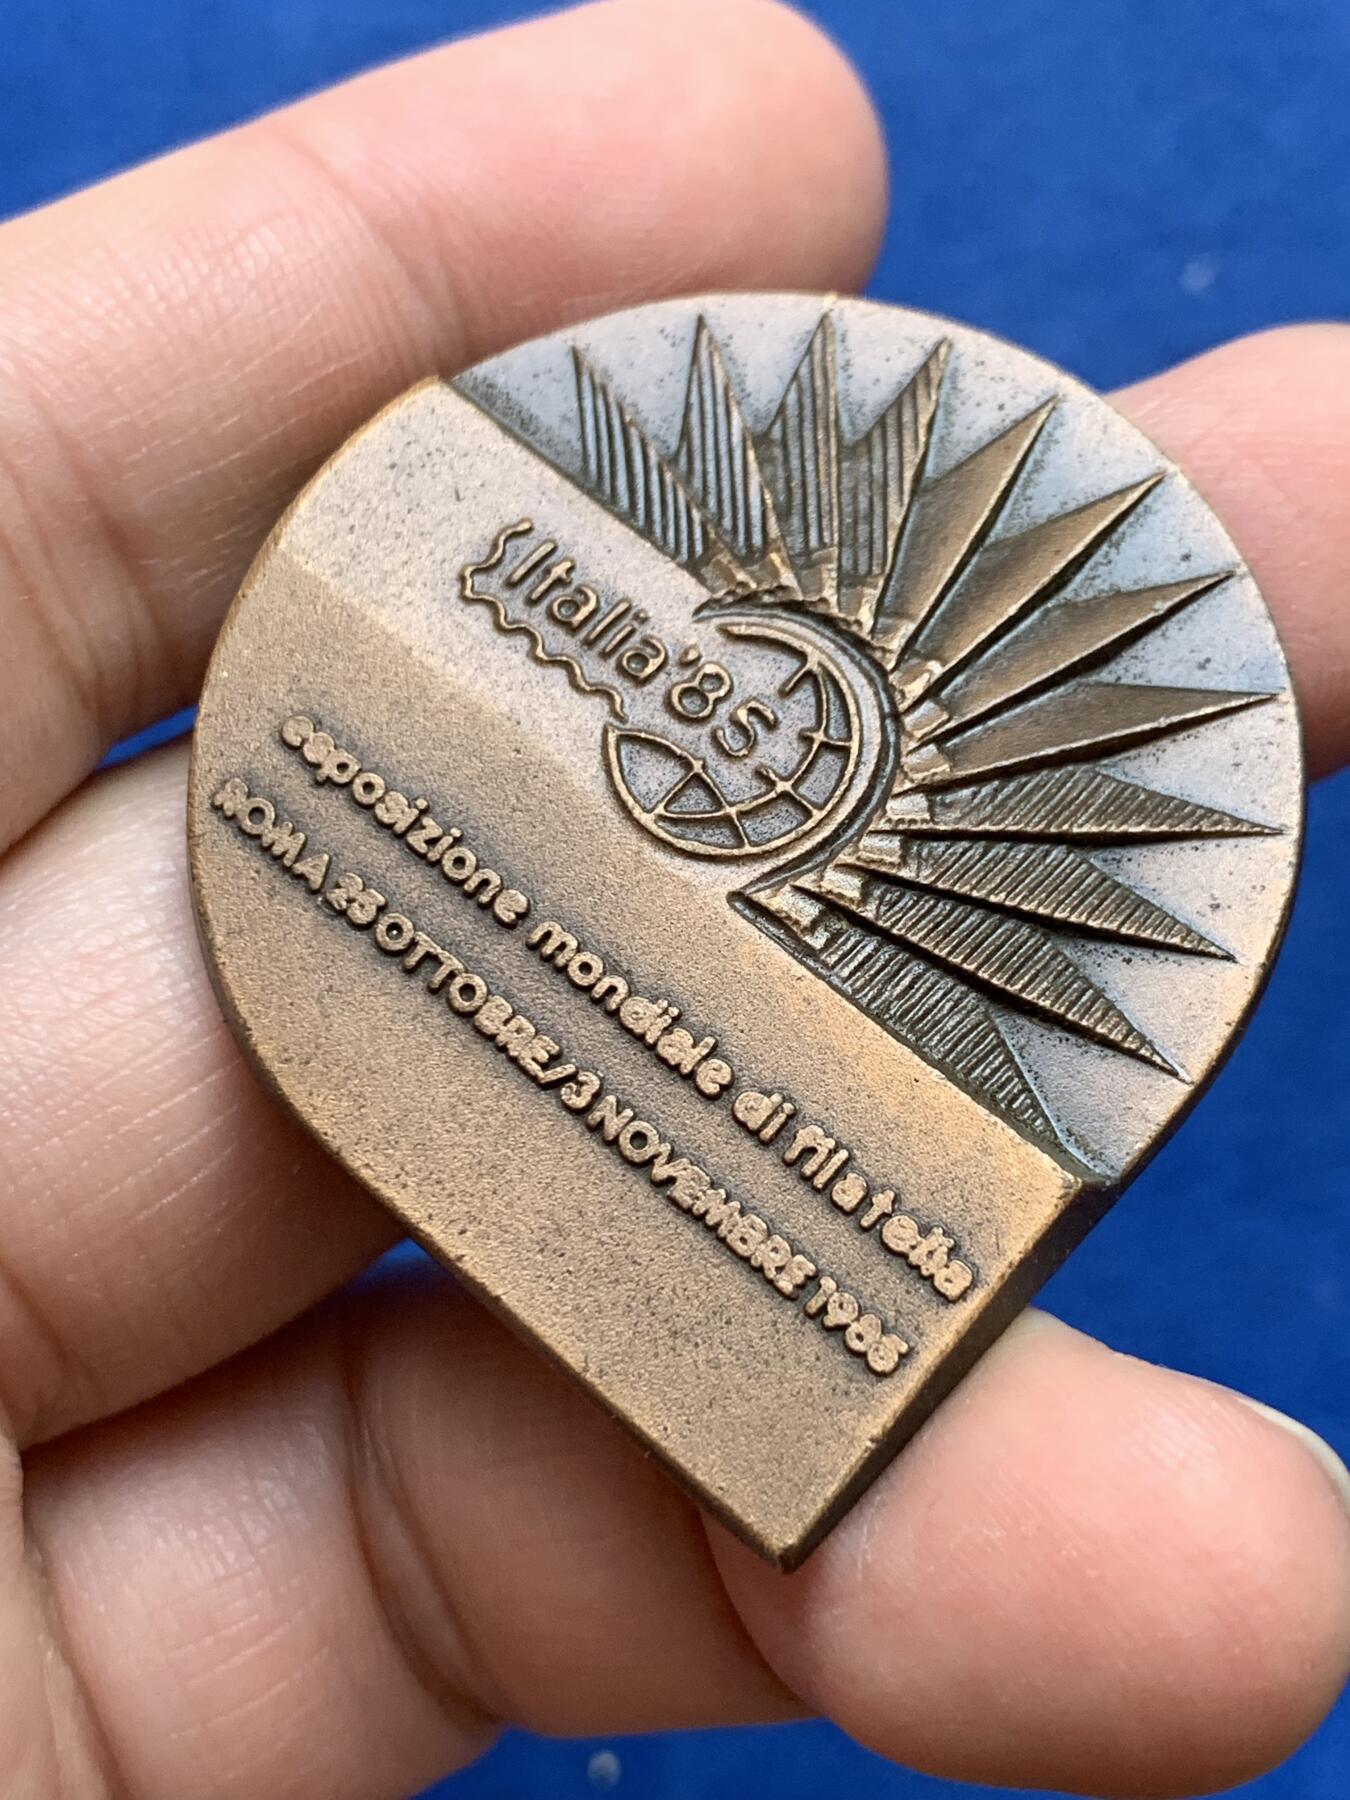 Italia '85
esposizione mondiale di filatelia
ROMA 25 OTTOBRE/3 NOVEMBRE 1985